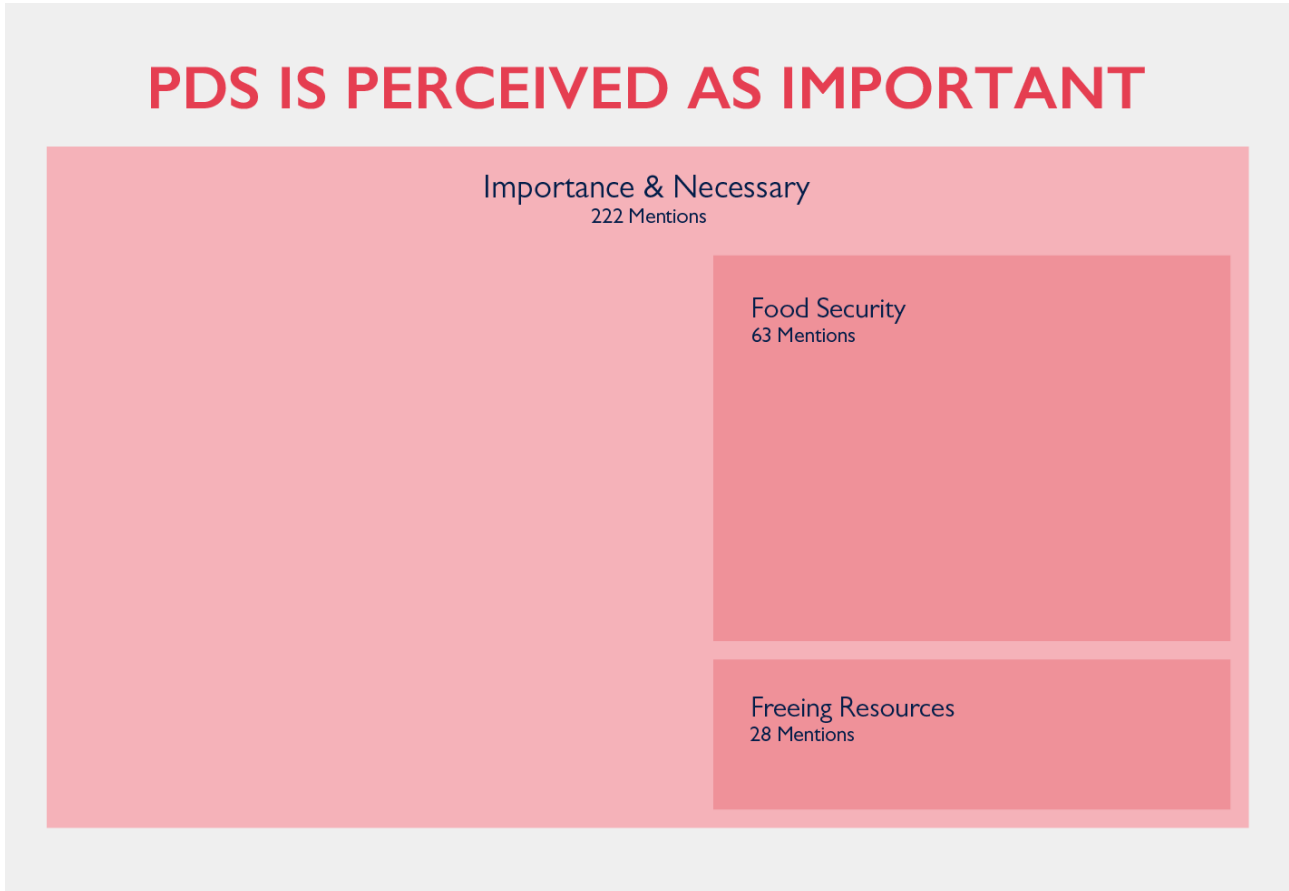 PDS IS PERCEIVED AS IMPORTANT
Importance & Necessary
222 Mentions
Food Security
63 Mentions
Freeing Resources
28 Mentions